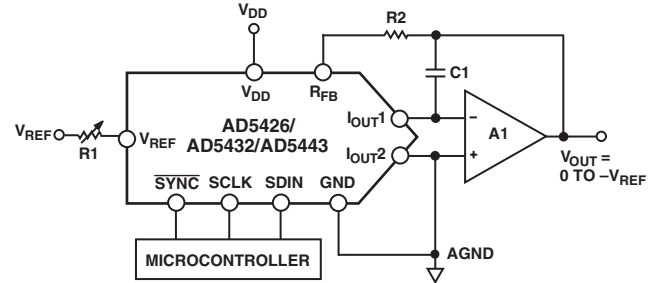 VDD
R2
C1
VDD
RFB
IOUT1
–
A1
VREF
R1
VREF
AD5426/
AD5432/AD5443
IOUT2
+
VOUT =
0 TO –VREF
SYNC SCLK SDIN GND
AGND
MICROCONTROLLER